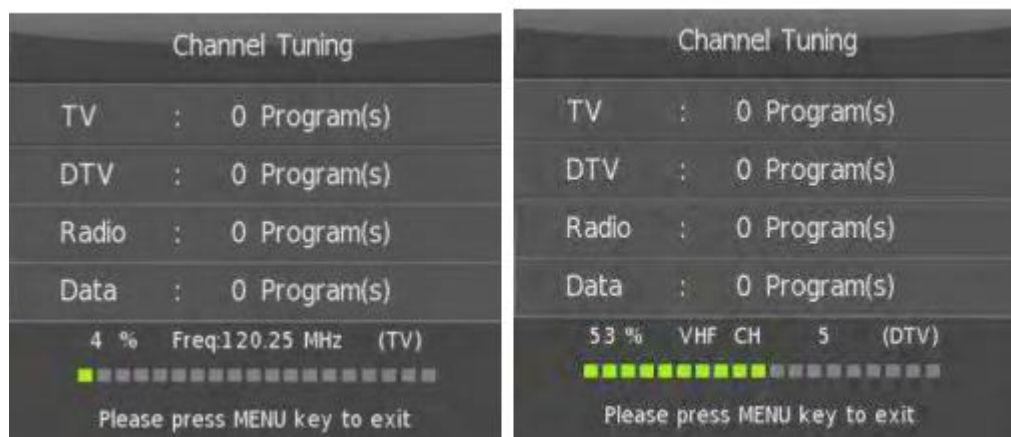 Channel Tuning
TV : 0 Program(s)
DTV : 0 Program(s)
Radio : 0 Program(s)
Data : 0 Program(s)
4 % Freq:120.25 MHz (TV)
Please press MENU key to exit
Channel Tuning
TV : 0 Program(s)
DTV : 0 Program(s)
Radio : 0 Program(s)
Data : 0 Program(s)
53 % VHF CH 5 (DTV)
Please press MENU key to exit